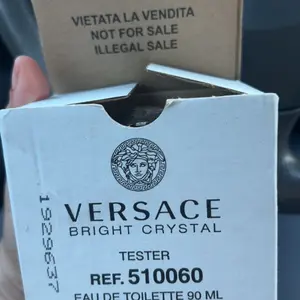 VIETATA LA VENDITA
NOT FOR SALE
ILLEGAL SALE
VERSACE
BRIGHT CRYSTAL
TESTER
REF. 510060
EAU DE TOILETTE 90 ML
1929637